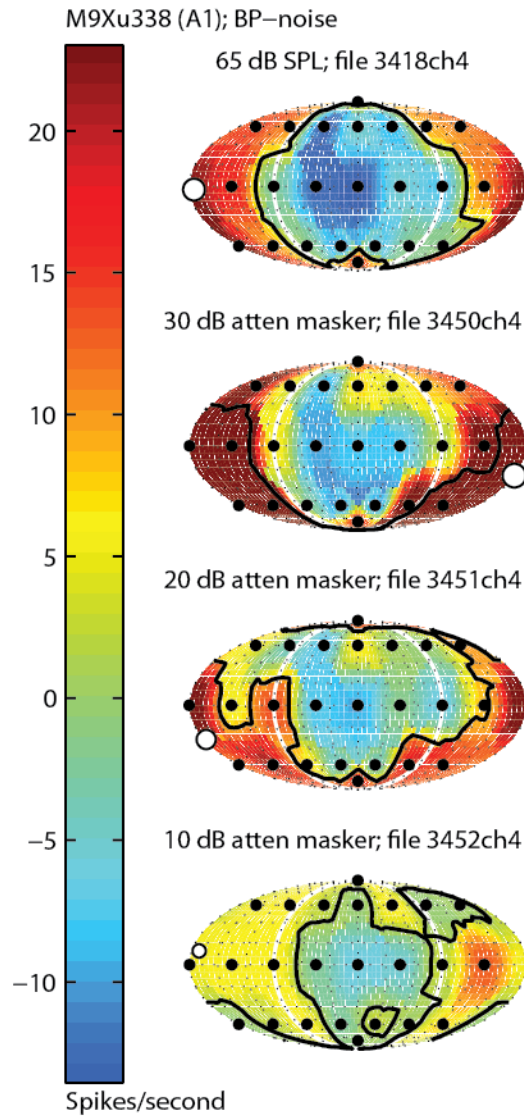 M9Xu338 (A1); BP−noise
65 dB SPL; file 3418ch4
30 dB atten masker; file 3450ch4
20 dB atten masker; file 3451ch4
10 dB atten masker; file 3452ch4
20
15
10
5
0
−5
−10
Spikes/second